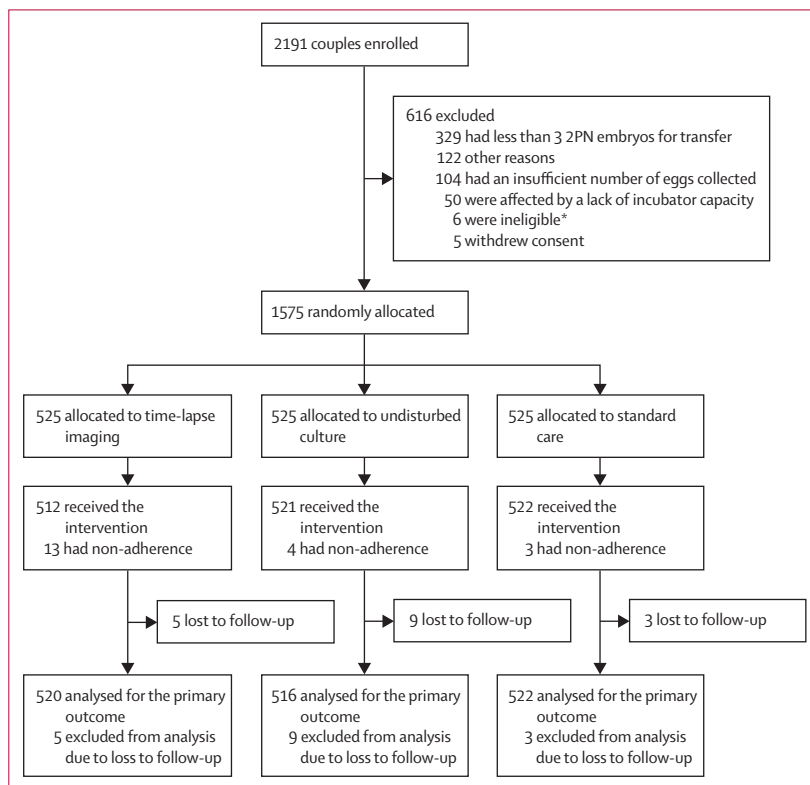 2191 couples enrolled
616 excluded
329 had less than 3 2PN embryos for transfer
122 other reasons
104 had an insufficient number of eggs collected
50 were affected by a lack of incubator capacity
6 were ineligible*
5 withdrew consent
1575 randomly allocated
525 allocated to time-lapse
imaging
525 allocated to undisturbed
culture
525 allocated to standard
care
512 received the
intervention
13 had non-adherence
521 received the
intervention
4 had non-adherence
522 received the
intervention
3 had non-adherence
5 lost to follow-up
9 lost to follow-up
3 lost to follow-up
520 analysed for the primary
outcome
5 excluded from analysis
due to loss to follow-up
516 analysed for the primary
outcome
9 excluded from analysis
due to loss to follow-up
522 analysed for the primary
outcome
3 excluded from analysis
due to loss to follow-up